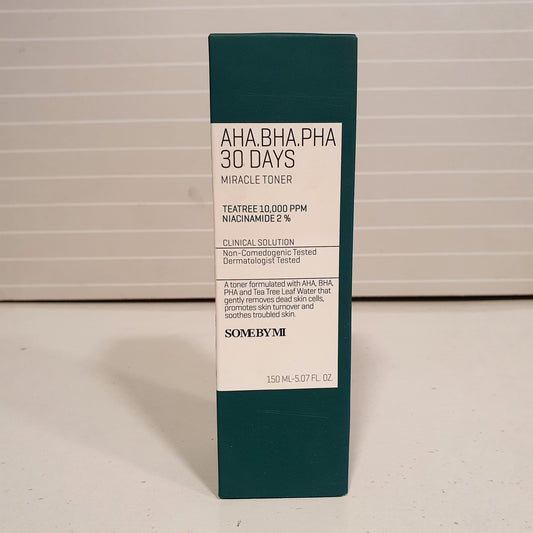 AHA.BHA.PHA
30 DAYS
MIRACLE TONER
TEATREE 10,000 PPM
NIACINAMIDE 2 %
CLINICAL SOLUTION
Non-Comedogenic Tested
Dermatologist Tested
A toner formulated with AHA, BHA,
PHA and Tea Tree Leaf Water that
gently removes dead skin cells,
promotes skin turnover and
soothes troubled skin.
SOMEBYMI
150 ML-5.07 FL. OZ.